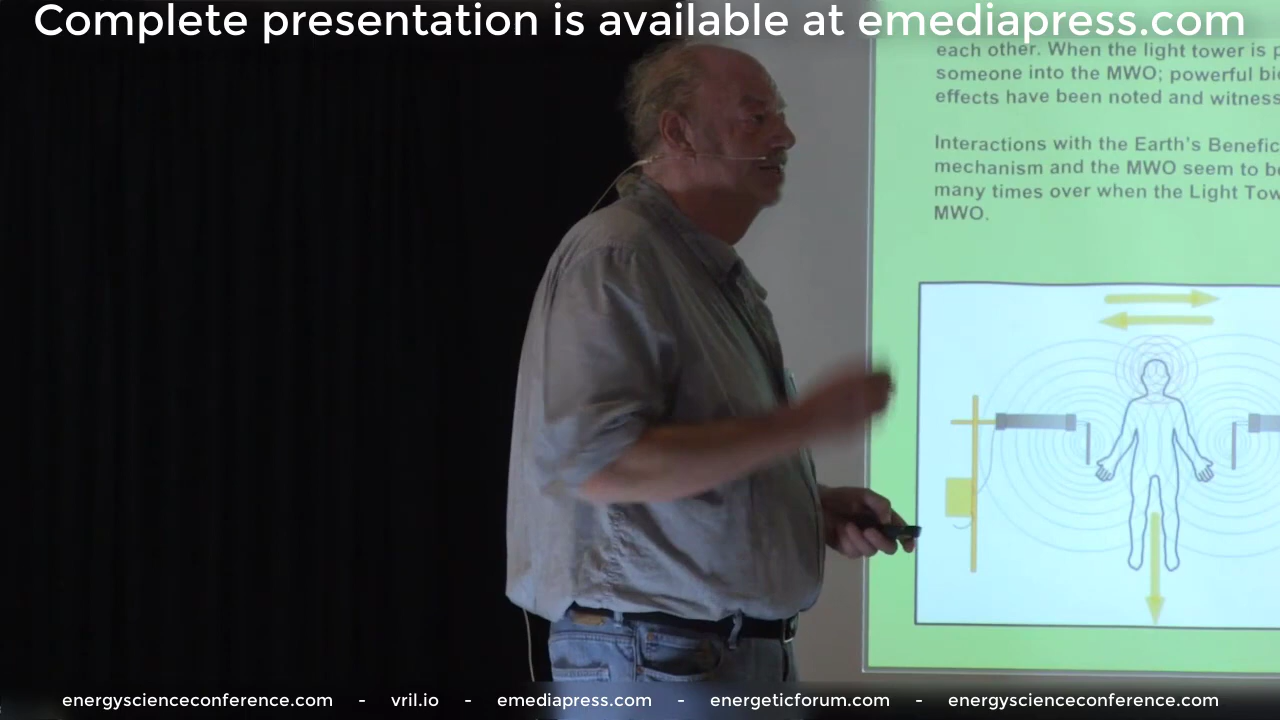 Complete presentation is available at emediapress.com
each other. When the light tower is
someone into the MWO; powerful
effects have been noted and
Interactions with the Earth's
mechanism and the MWO seem to
many times over when the Light
MWO.
energyscienceconference.com - vril.io - emediapress.com - energeticforum.com - energyscienceconference.com